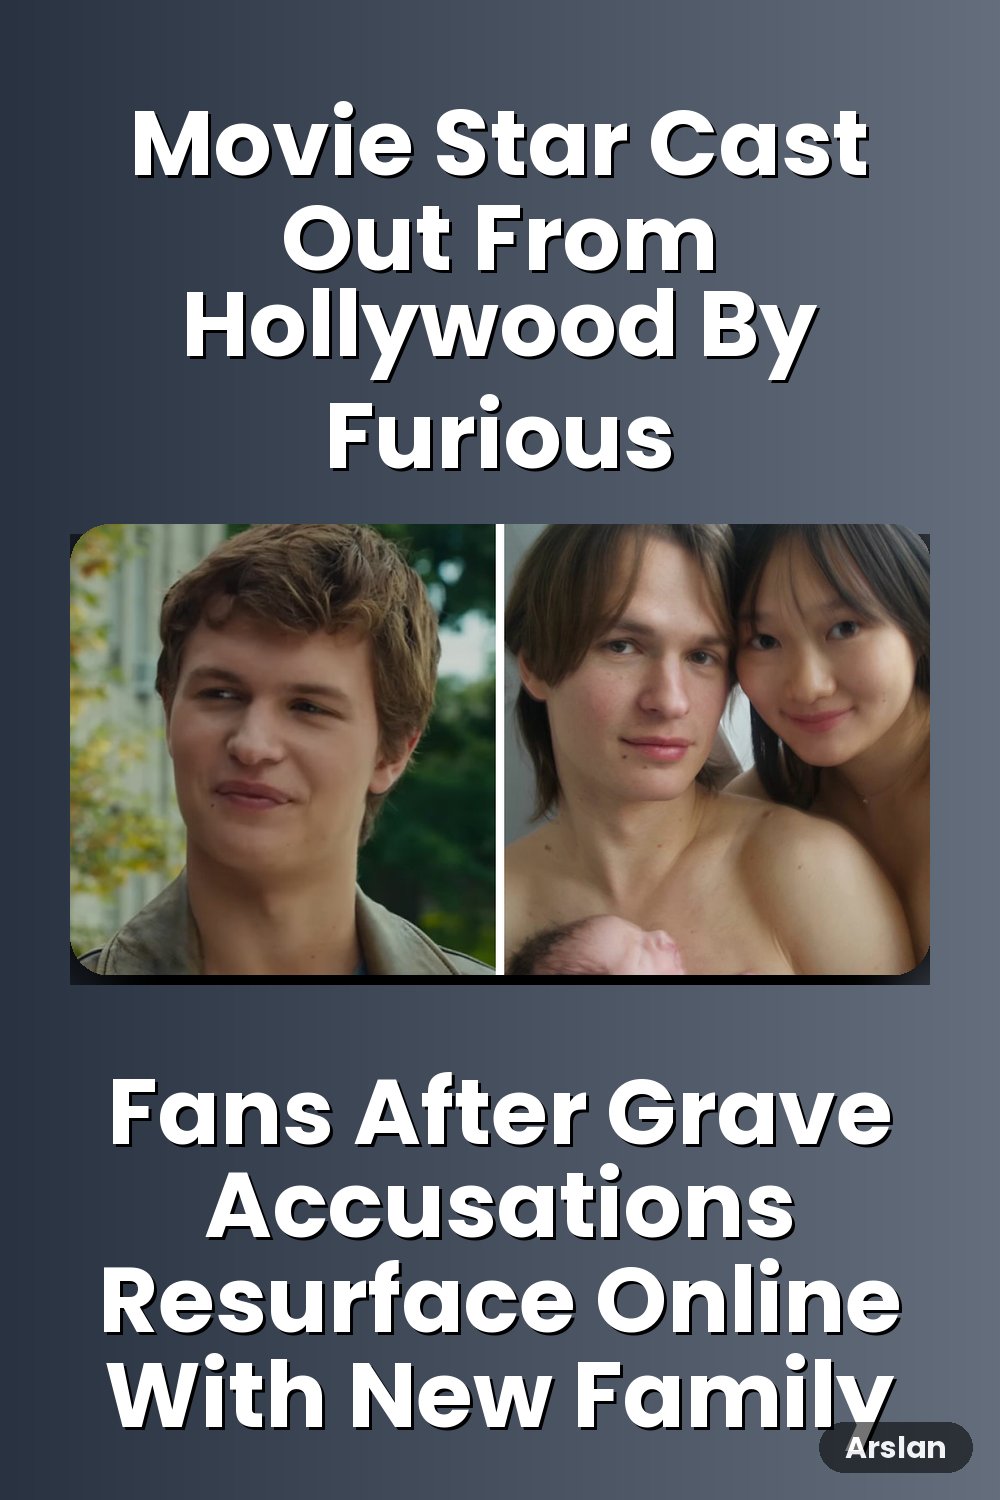 Movie Star Cast
Out From
Hollywood By
Furious
Fans After Grave
Accusations
Resurface Online
With New Family
Arslan